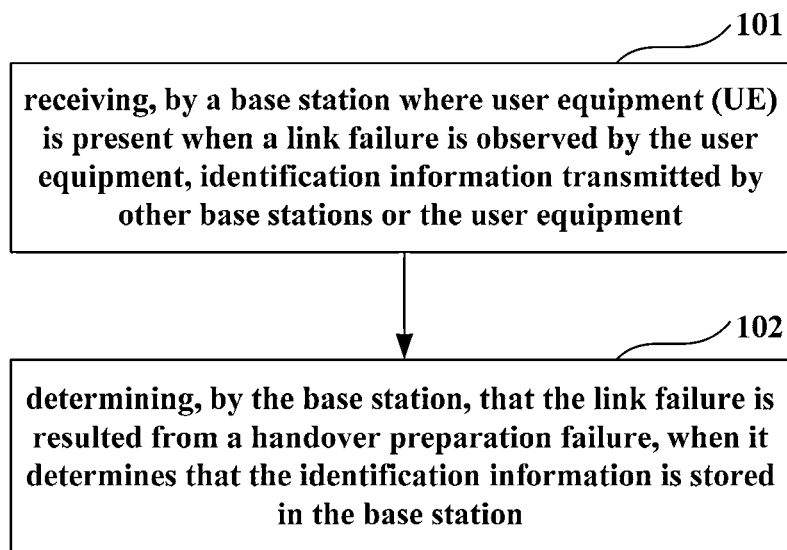 101
receiving, by a base station where user equipment (UE)
is present when a link failure is observed by the user
equipment, identification information transmitted by
other base stations or the user equipment
102
determining, by the base station, that the link failure is
resulted from a handover preparation failure, when it
determines that the identification information is stored
in the base station